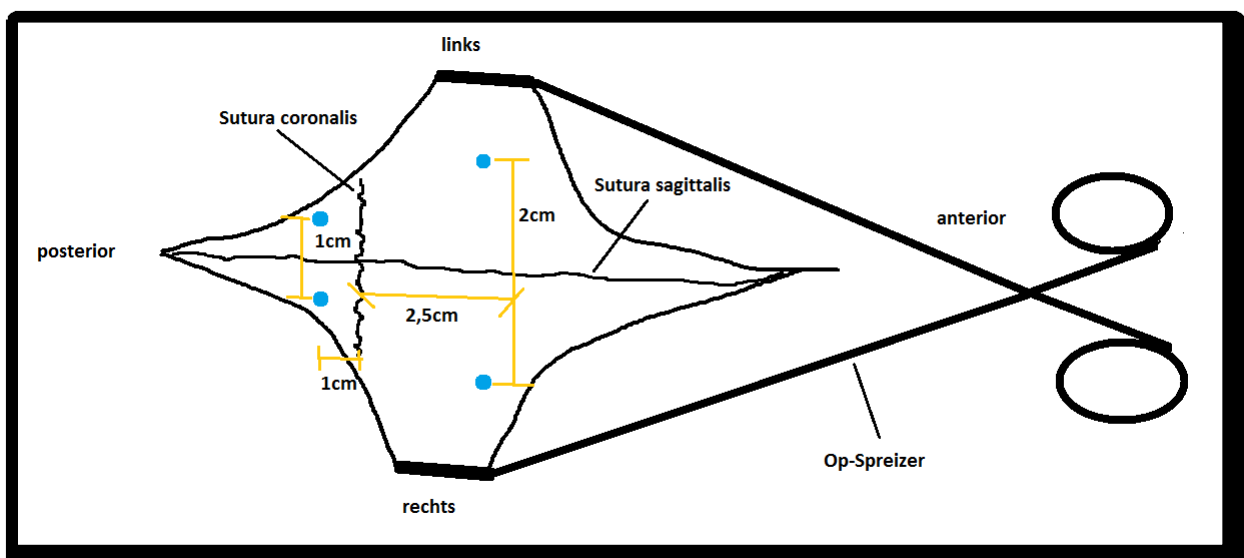 links
Sutura coronalis
Sutura sagittalis
2cm
anterior
posterior
1cm
2,5cm
1cm
Op-Spreizer
rechts